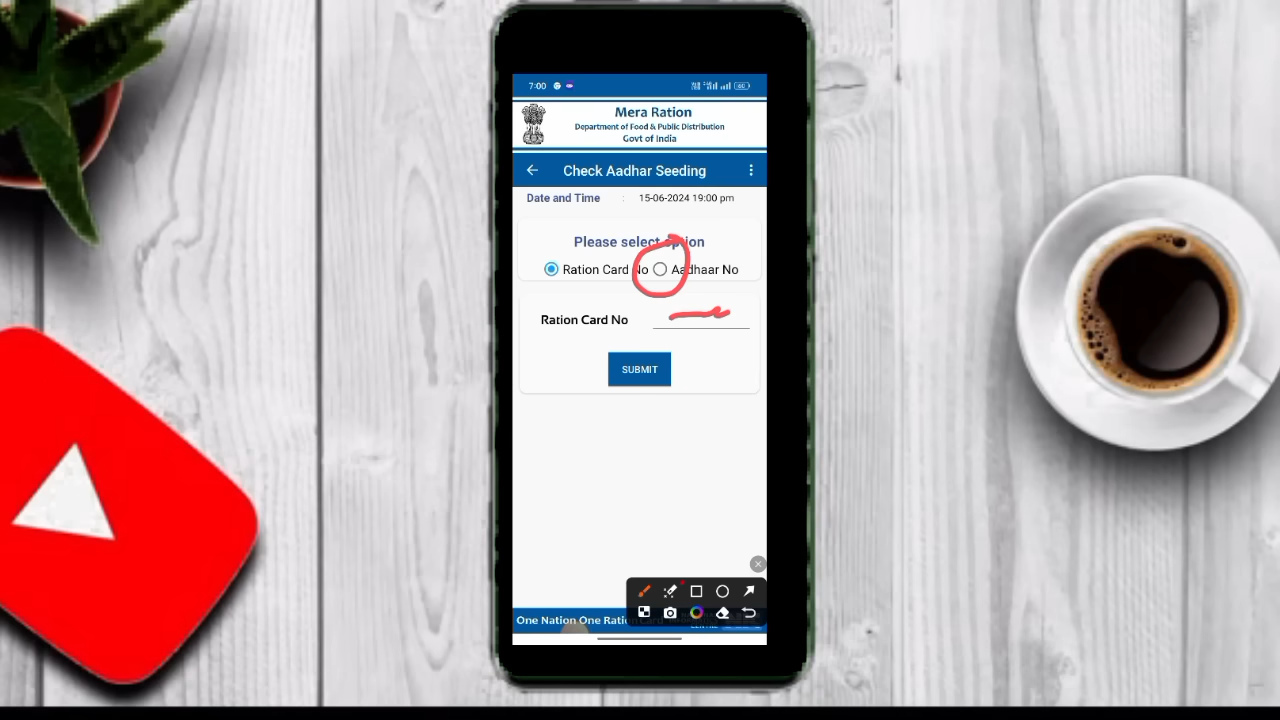 7:00
Mera Ration
Department of Food & Public Distribution
Govt of India
Check Aadhar Seeding
Date and Time : 15-06-2024 19:00 pm
Please select option
Ration Card No Aadhaar No
Ration Card No
SUBMIT
One Nation One Ration Card